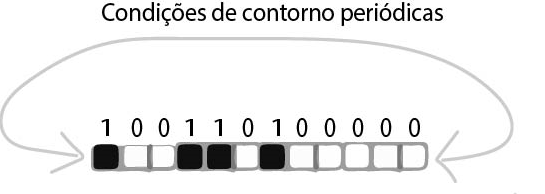 Condições de contorno periódicas
1 0 0 1 1 0 1 0 0 0 0 0